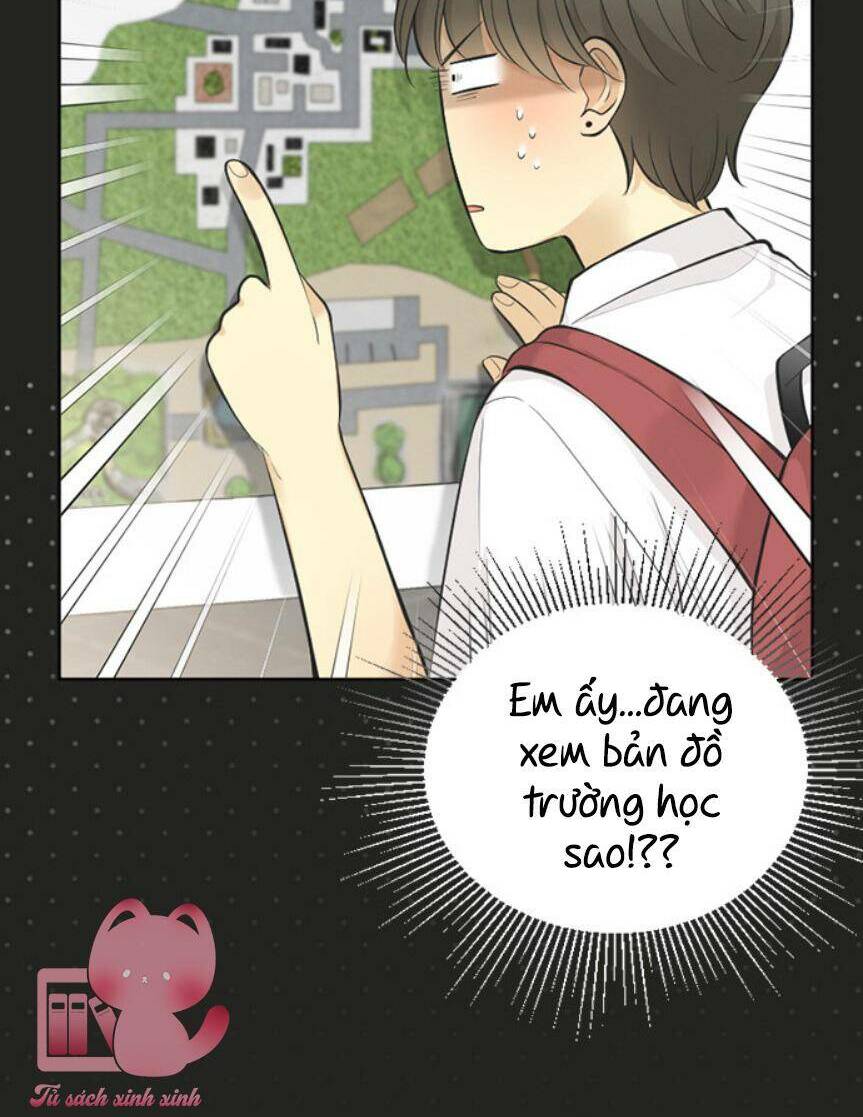 Em ấy...đang
xem bản đồ
trường học
sao!??
Tủ sách xinh xinh